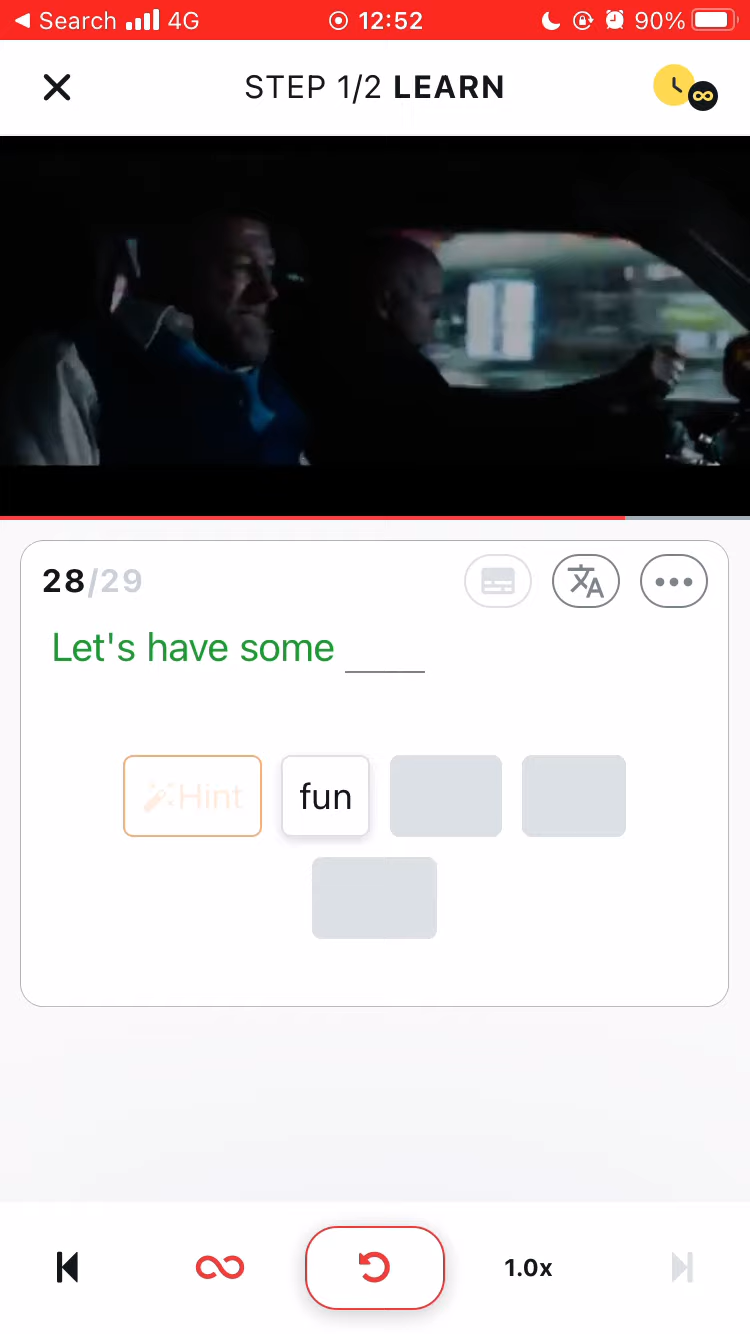 Search 4G 12:52 90%
STEP 1/2 LEARN
28/29
Let's have some ____
Hint fun
1.0x